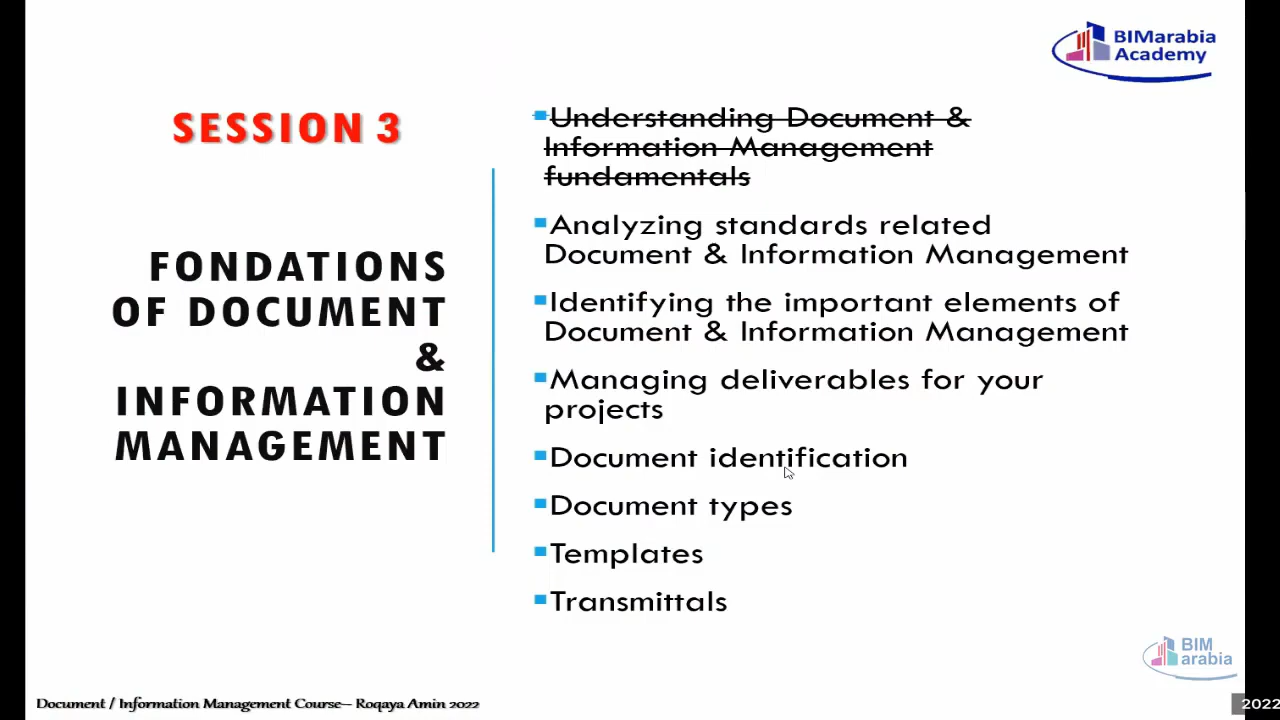 BIMarabia
Academy
SESSION 3
FONDATIONS
OF DOCUMENT
&
INFORMATION
MANAGEMENT
Understanding Document &
Information Management
fundamentals
Analyzing standards related
Document & Information Management
Identifying the important elements of
Document & Information Management
Managing deliverables for your
projects
Document identification
Document types
Templates
Transmittals
BIM
arabia
Document / Information Management Course– Roqaya Amin 2022
2022